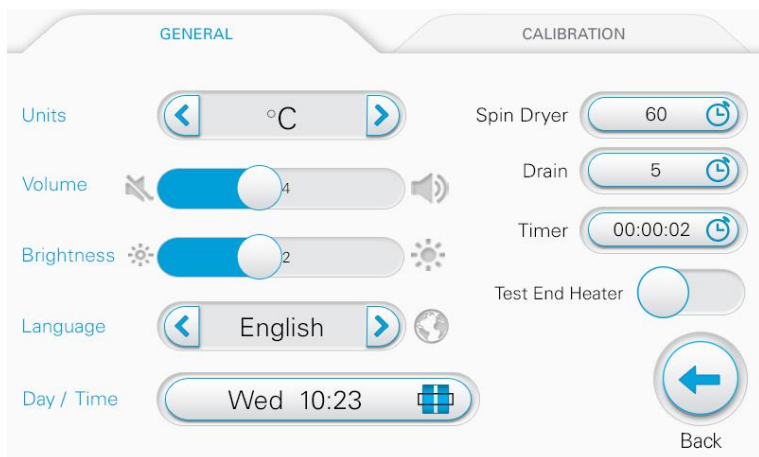 GENERAL
CALIBRATION
Units
°C
Volume
4
Brightness
2
Language
English
Day / Time
Wed 10:23
Spin Dryer
60
Drain
5
Timer
00:00:02
Test End Heater
Back